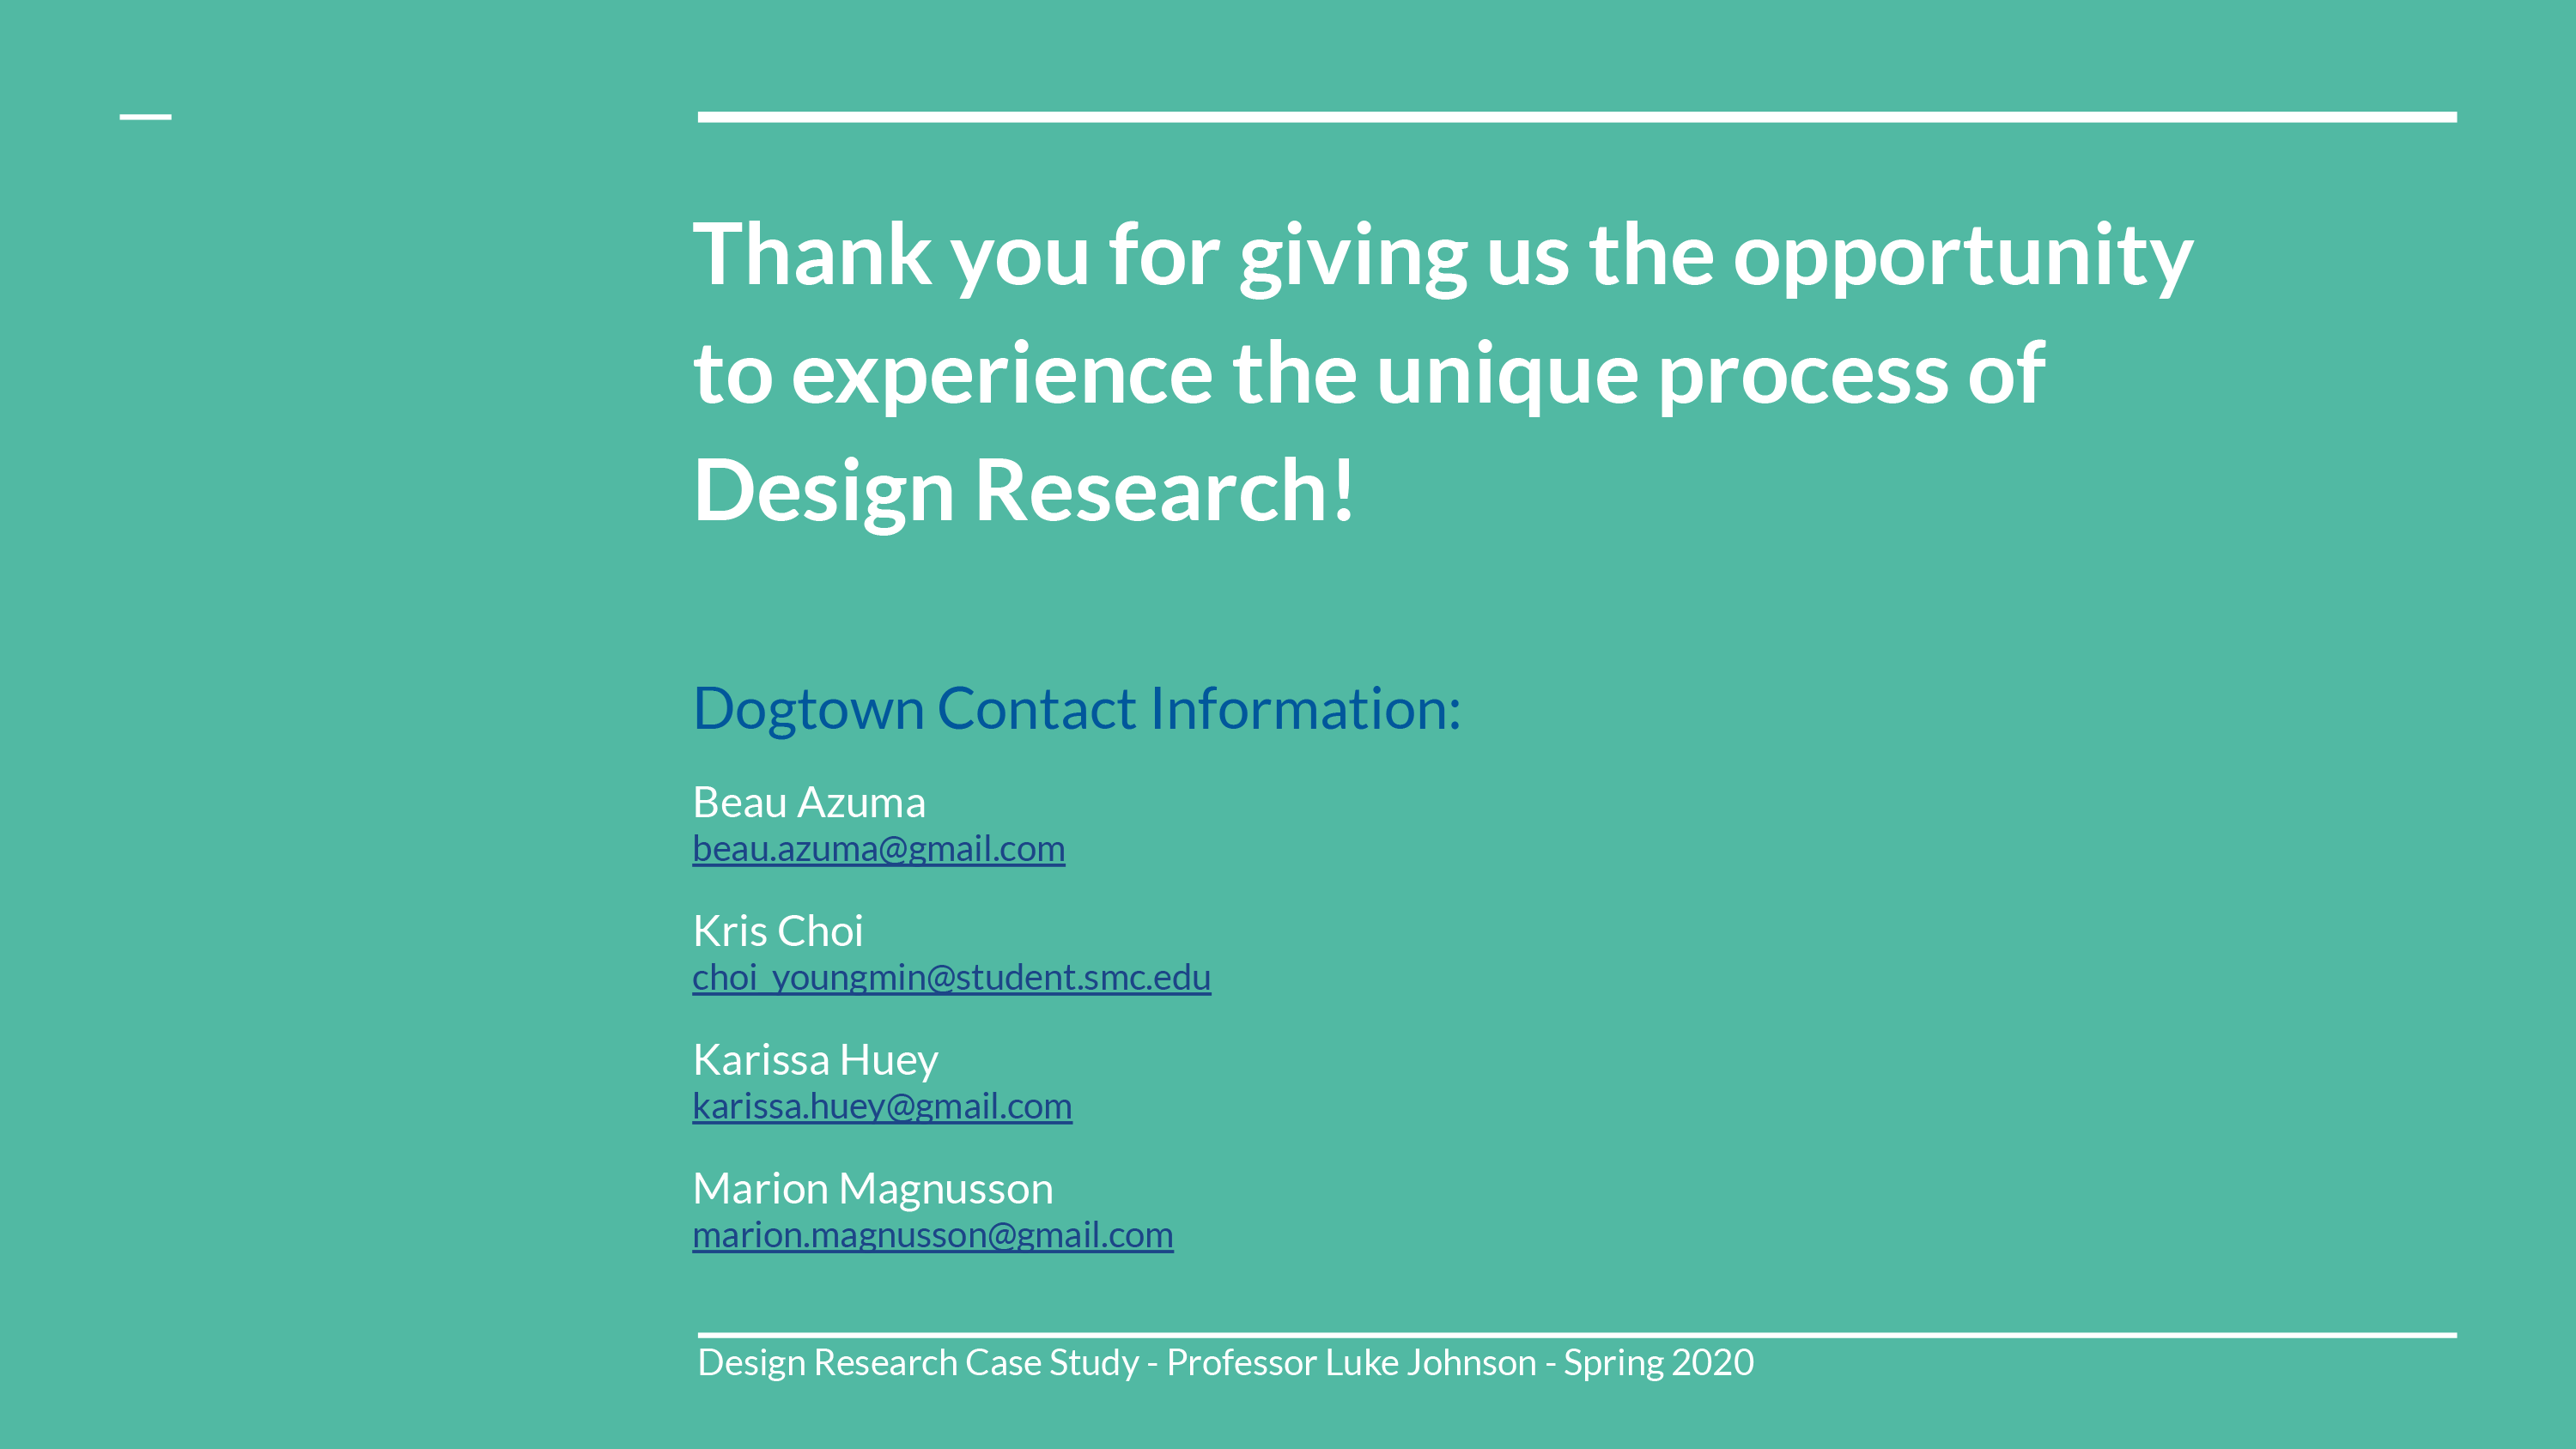 Thank you for giving us the opportunity
to experience the unique process of
Design Research!
Dogtown Contact Information:
Beau Azuma
beau.azuma@gmail.com
Kris Choi
choi_youngmin@student.smc.edu
Karissa Huey
karissa.huey@gmail.com
Marion Magnusson
marion.magnusson@gmail.com
Design Research Case Study - Professor Luke Johnson - Spring 2020